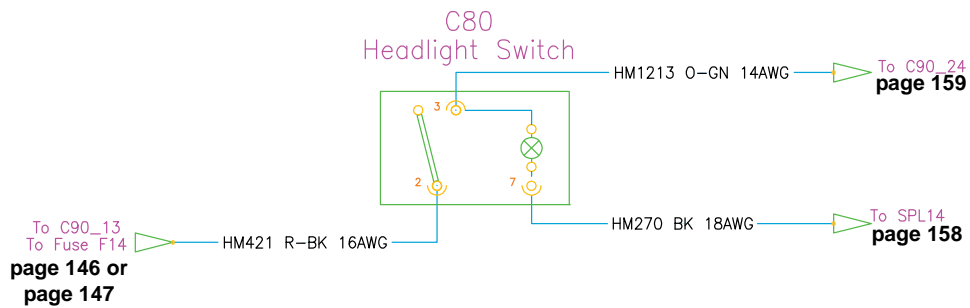 C80
Headlight Switch
HM1213 O-GN 14AWG
To C90_24
page 159
3
2
7
To C90_13
To Fuse F14
page 146 or
page 147
HM421 R-BK 16AWG
HM270 BK 18AWG
To SPL14
page 158